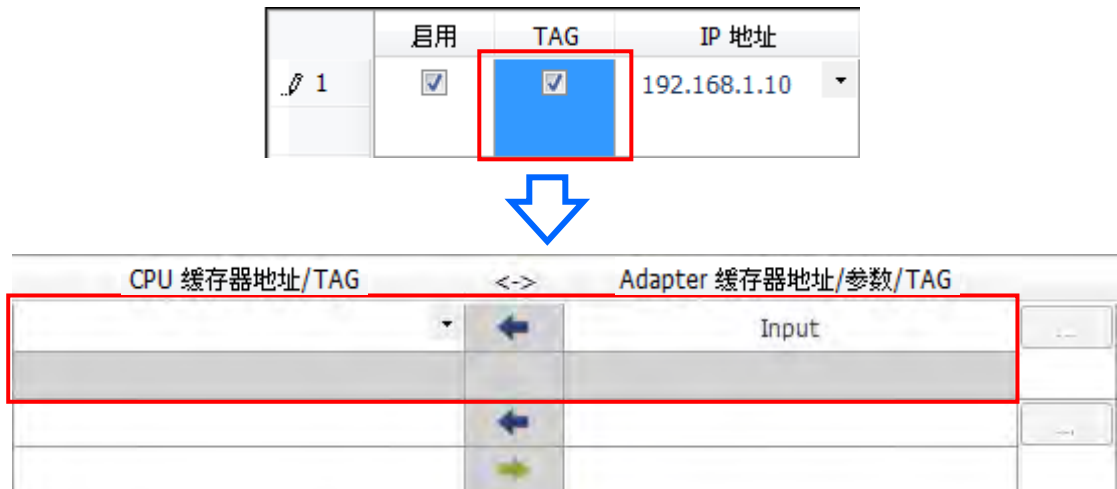 启用 TAG IP 地址
1 192.168.1.10
CPU 缓存器地址/TAG <-> Adapter 缓存器地址/参数/TAG
Input ...
...